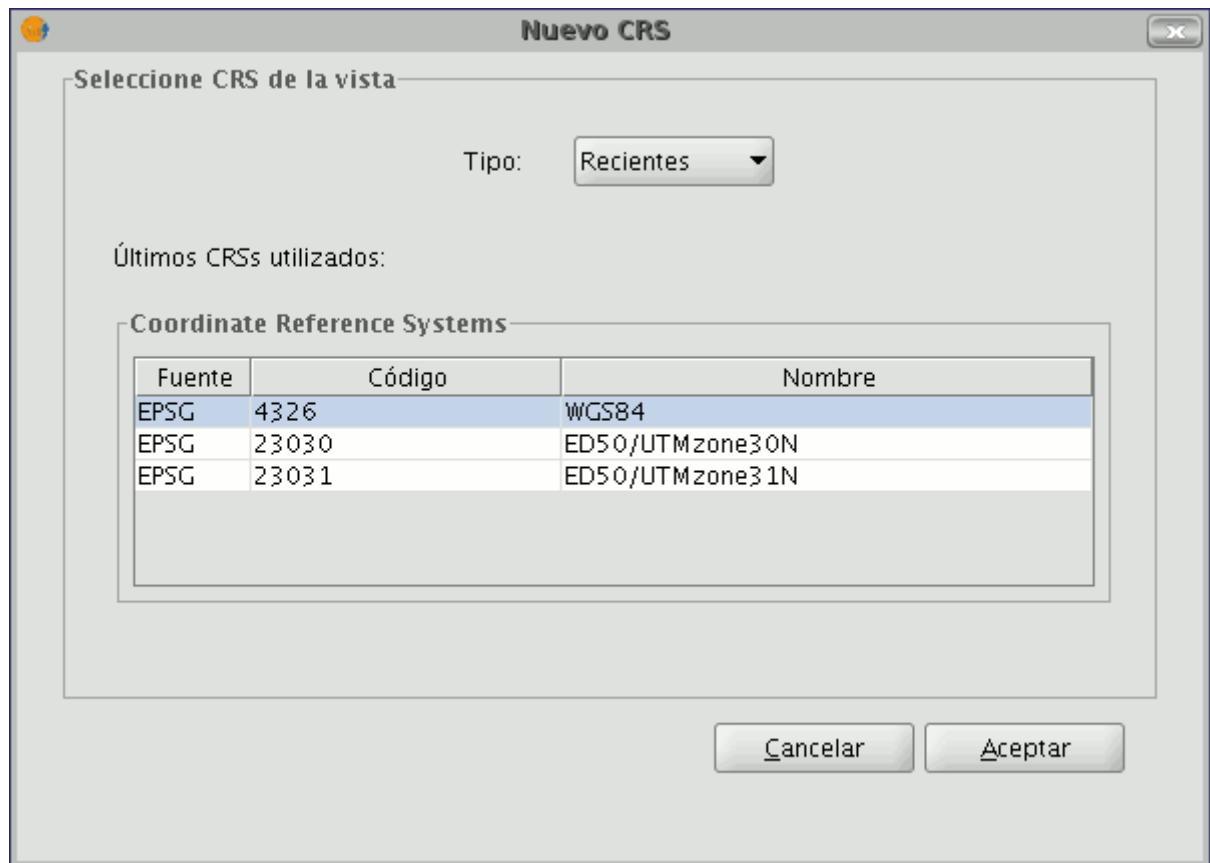 Nuevo CRS
Seleccione CRS de la vista
Tipo: Recientes
Últimos CRSs utilizados:
Coordinate Reference Systems
Fuente Código Nombre
EPSG 4326 WGS84
EPSG 23030 ED50/UTMzone30N
EPSG 23031 ED50/UTMzone31N
Cancelar Aceptar